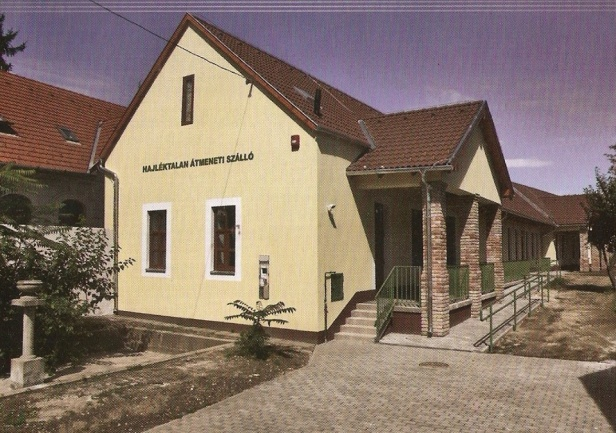 HAJLÉKTALAN ÁTMENETI SZÁLLÓ